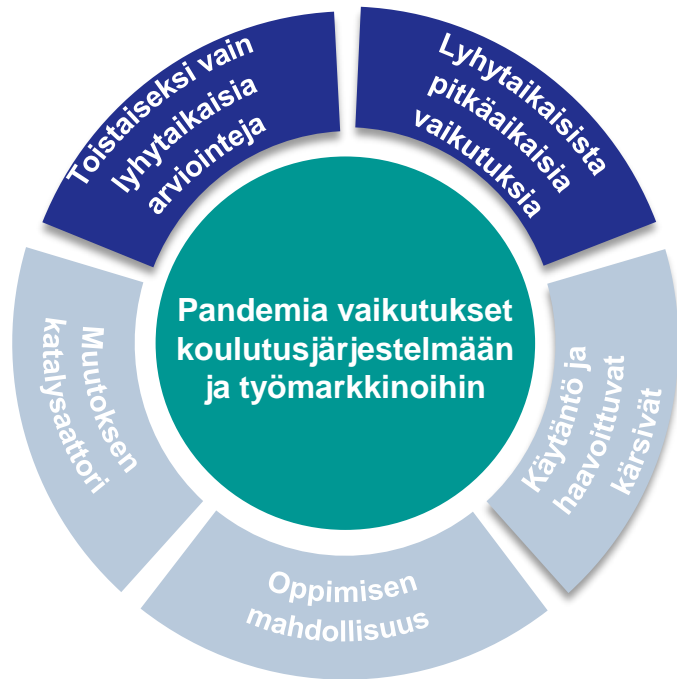 Toistaiseksi vain
lyhytaikaisia
arviointeja
Lyhytaikaisista
pitkäaikaisia
vaikutuksia
Pandemia vaikutukset
koulutusjärjestelmään
ja työmarkkinoihin
Muutoksen
katalysaattori
Käytäntö ja
haavoittuvat
kärsivät
Oppimisen
mahdollisuus